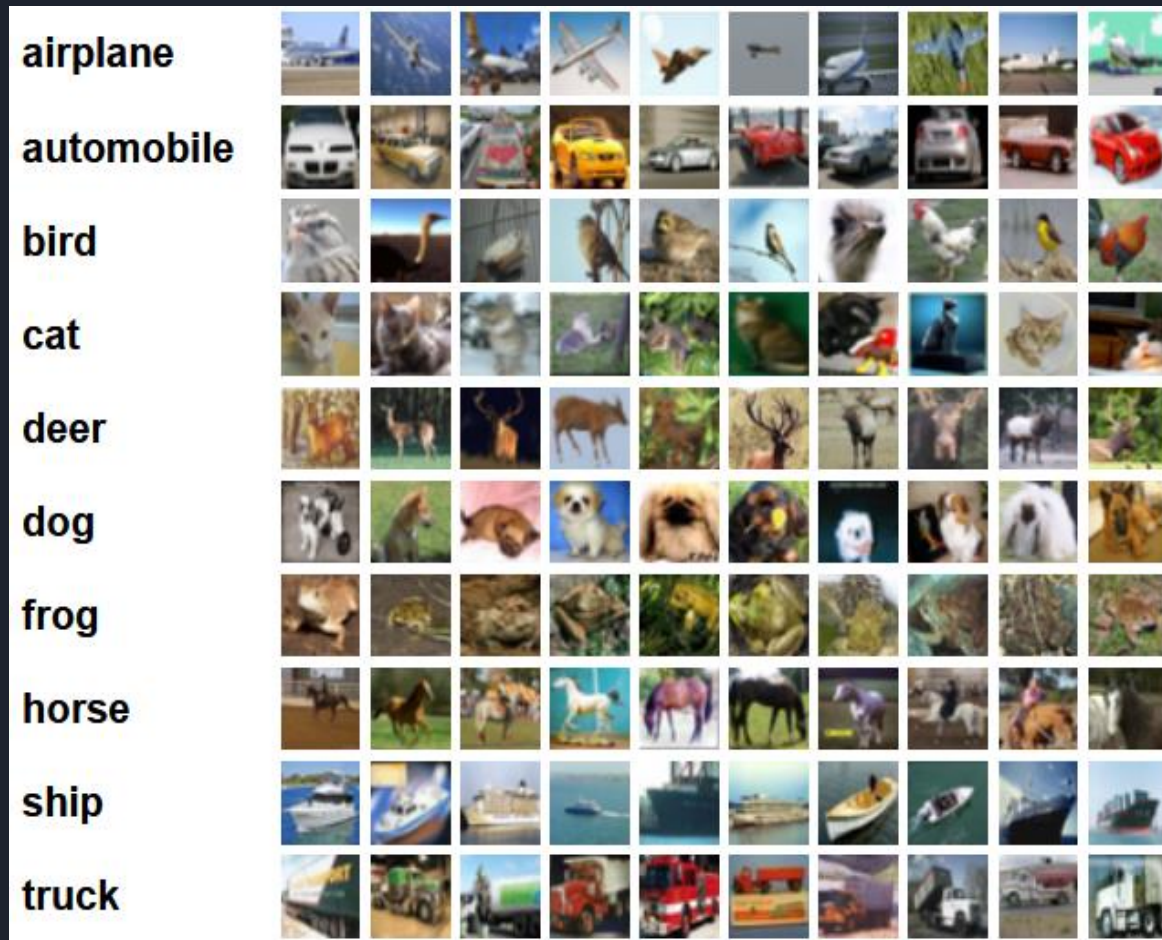 airplane
automobile
bird
cat
deer
dog
frog
horse
ship
truck